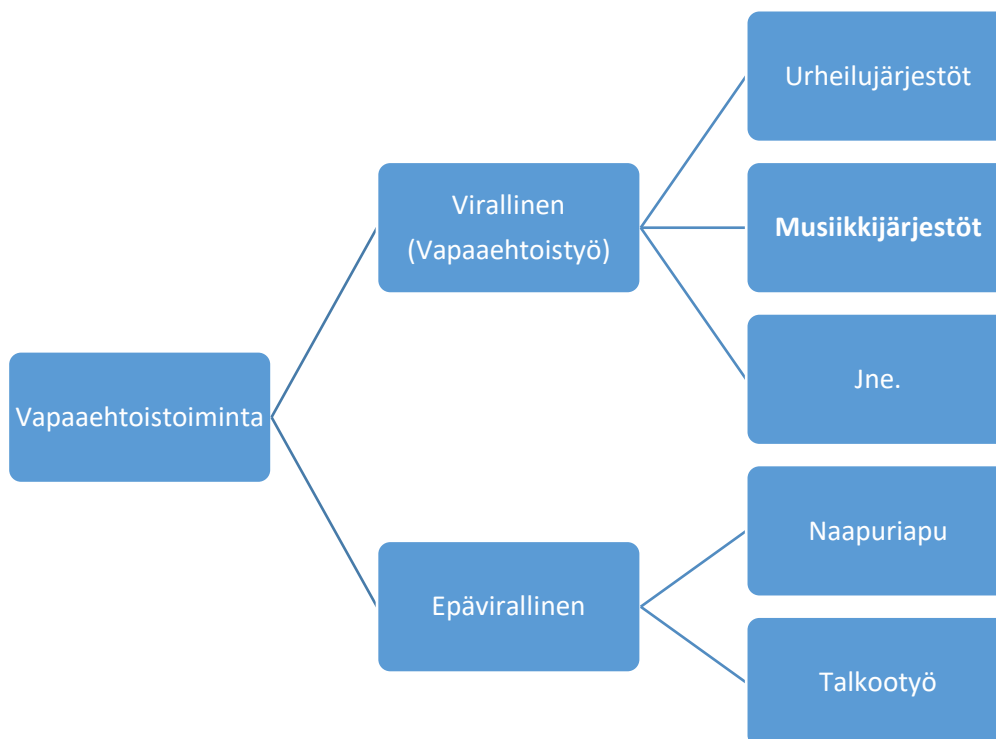 Vapaaehtoistoiminta
Virallinen
(Vapaaehtoistyö)
Urheilujärjestöt
Musiikkijärjestöt
Jne.
Epävirallinen
Naapuriapu
Talkootyö